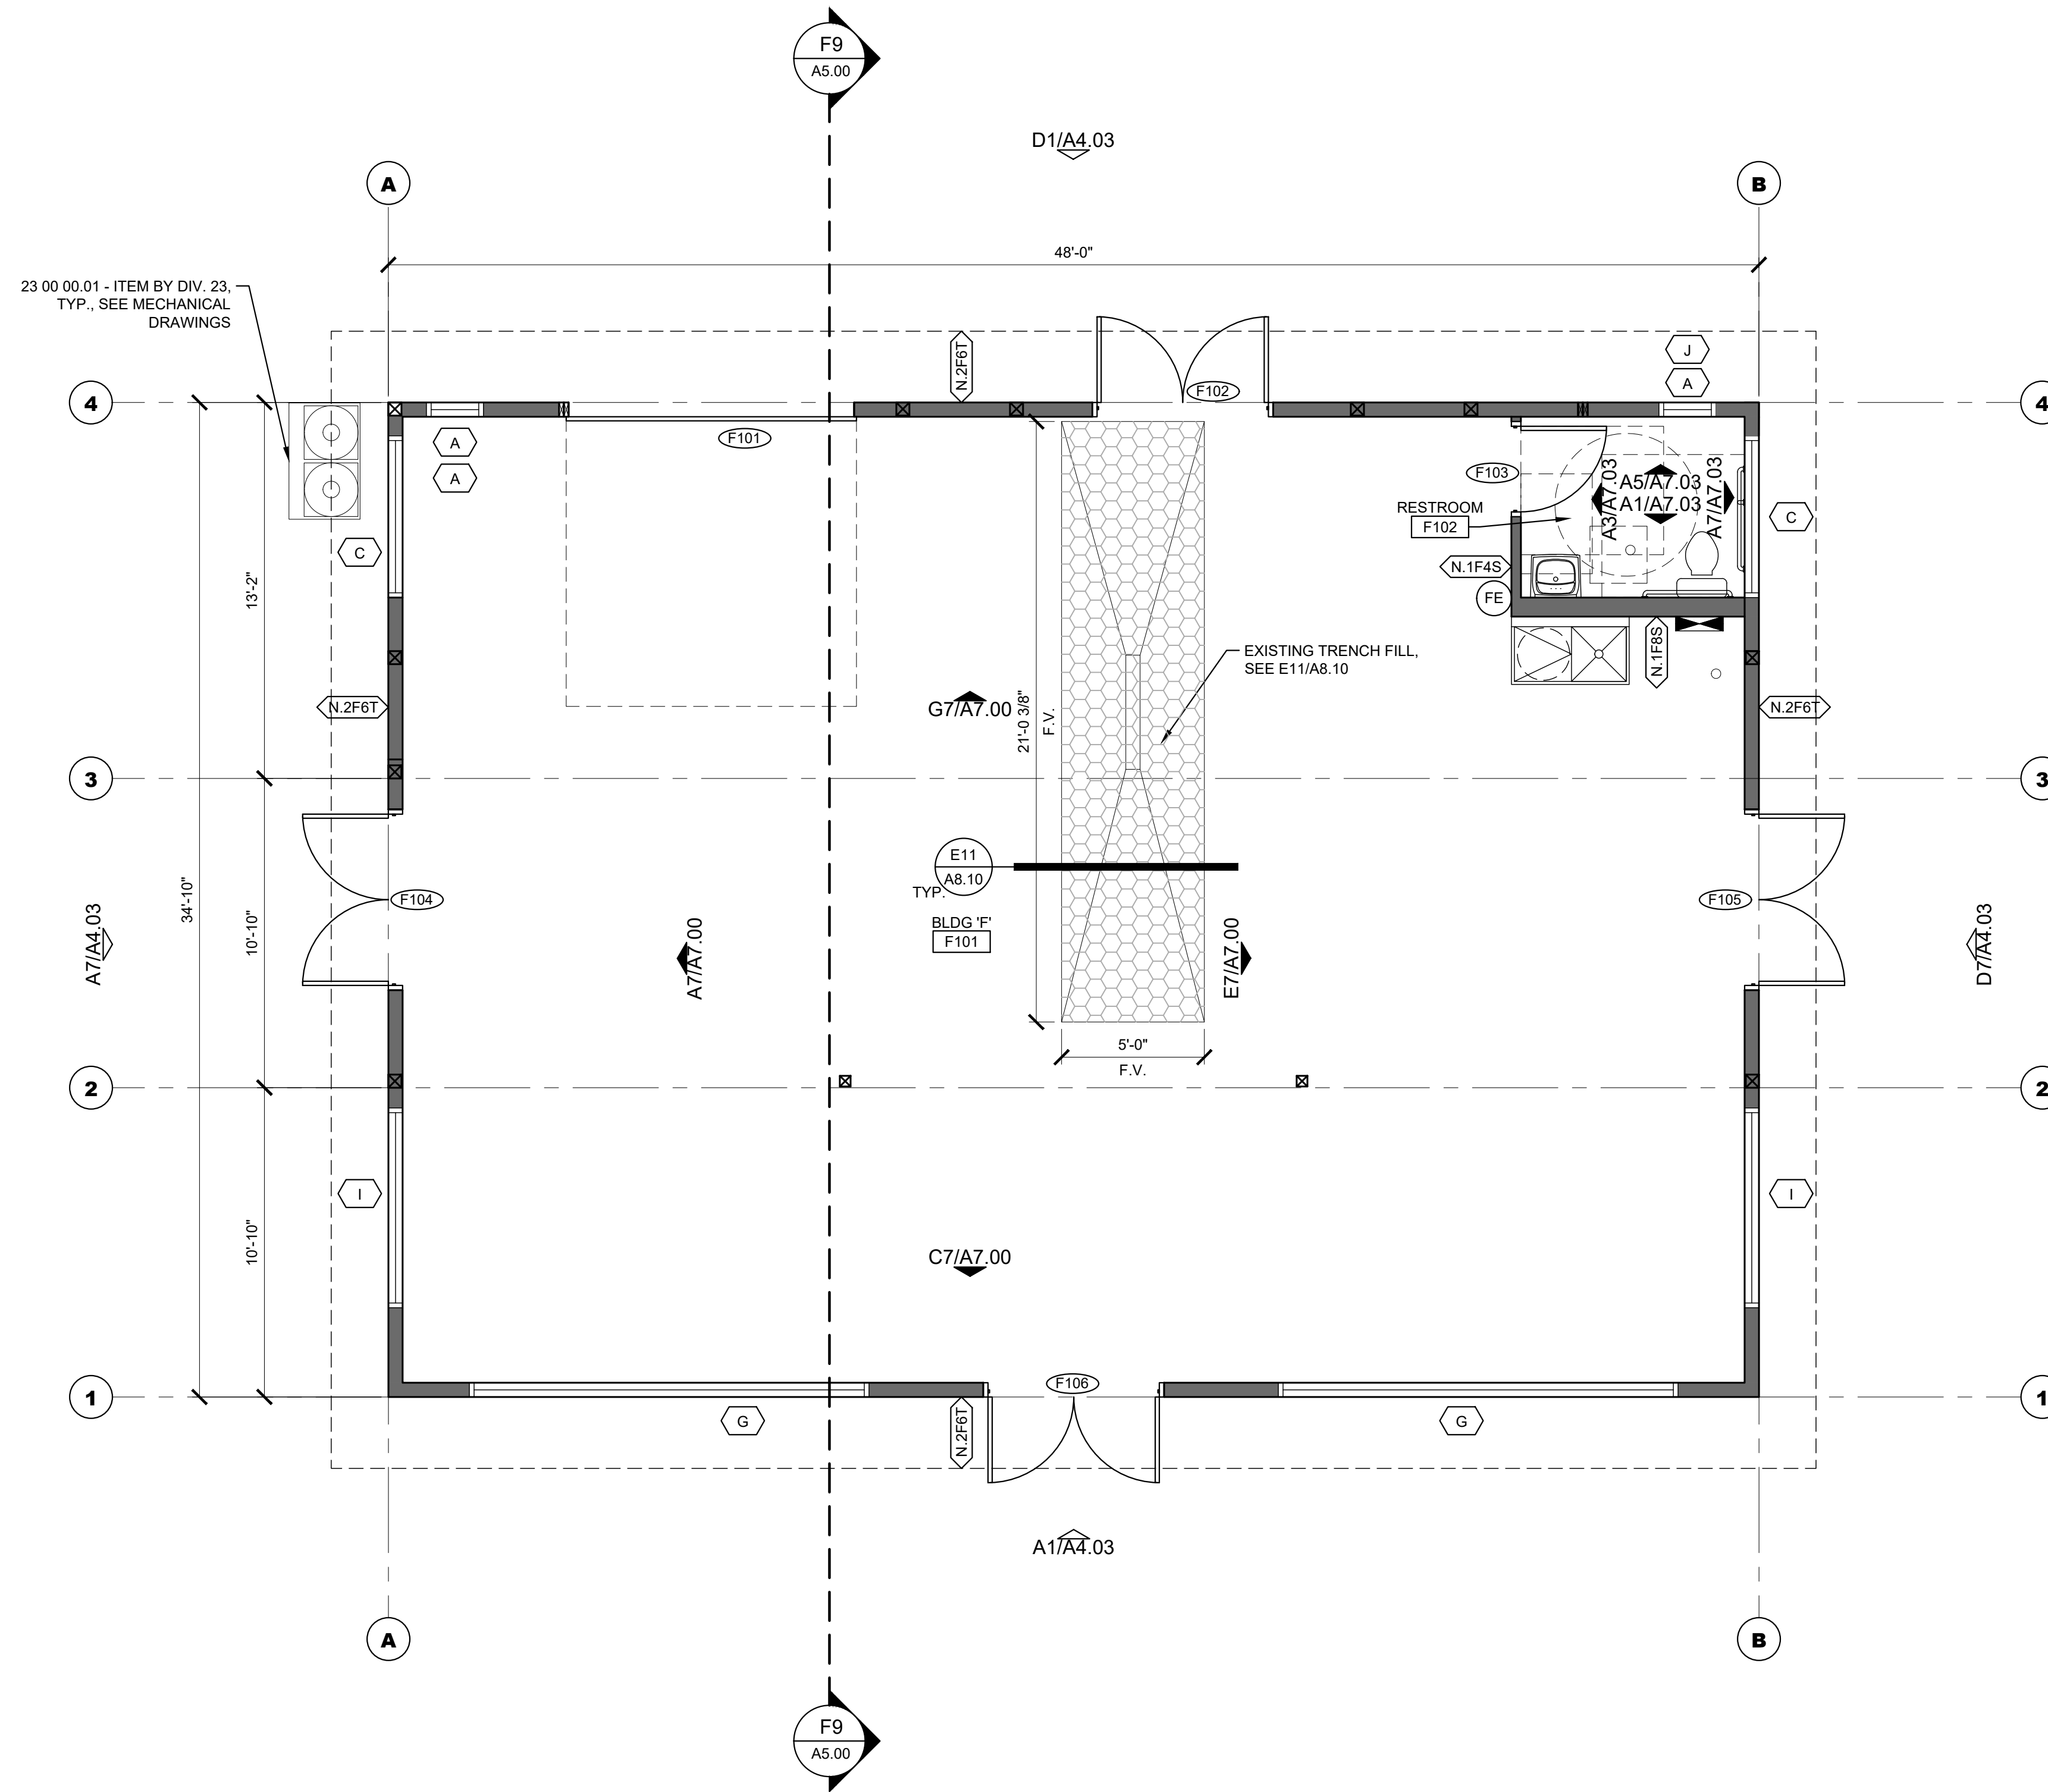 F9
A5.00
D1/A4.03
A
B
48'-0"
23 00 00.01 - ITEM BY DIV. 23,
TYP., SEE MECHANICAL
DRAWINGS
N.2F6T
J
A
4
F102
4
F101
A
A
F103
A3/A7.03
A5/A7.03
A1/A7.03
A7/A7.03
RESTROOM
F102
C
C
13'-2"
N.1F4S
FE
EXISTING TRENCH FILL,
SEE E11/A8.10
N.1F8S
N.2F6T
G7/A7.00
21'-0 3/8"
F.V.
N.2F6T
3
3
34'-10"
E11
A8.10
TYP.
F104
F105
BLDG 'F'
F101
A7/A4.03
10'-10"
A7/A7.00
E7/A7.00
D7/A4.03
5'-0"
F.V.
2
2
I
I
10'-10"
C7/A7.00
F106
1
1
G
N.2F6T
G
A1/A4.03
A
B
F9
A5.00